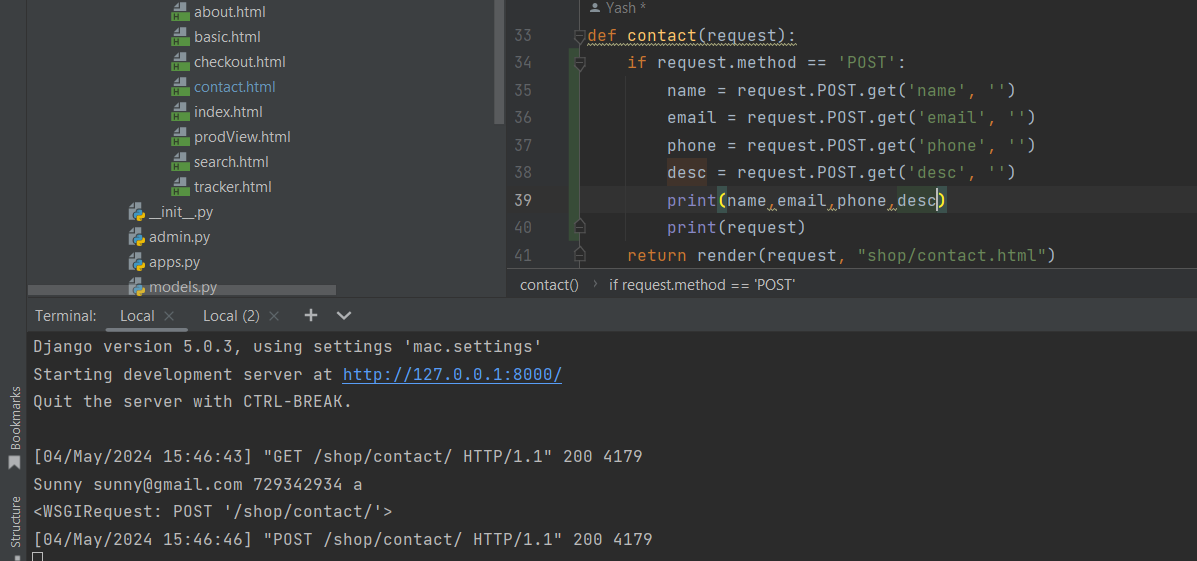 about.html
basic.html
checkout.html
contact.html
index.html
prodView.html
search.html
tracker.html
__init__.py
admin.py
apps.py
models.py
Yash *
33 def contact(request):
34 if request.method == 'POST':
35 name = request.POST.get('name', '')
36 email = request.POST.get('email', '')
37 phone = request.POST.get('phone', '')
38 desc = request.POST.get('desc', '')
39 print(name,email,phone,desc)
40 print(request)
41 return render(request, "shop/contact.html")
contact() › if request.method == 'POST'
Terminal: Local × Local (2) × +
Django version 5.0.3, using settings 'mac.settings'
Starting development server at http://127.0.0.1:8000/
Quit the server with CTRL-BREAK.
[04/May/2024 15:46:43] "GET /shop/contact/ HTTP/1.1" 200 4179
Sunny sunny@gmail.com 729342934 a
<WSGIRequest: POST '/shop/contact/'>
[04/May/2024 15:46:46] "POST /shop/contact/ HTTP/1.1" 200 4179
Bookmarks
Structure